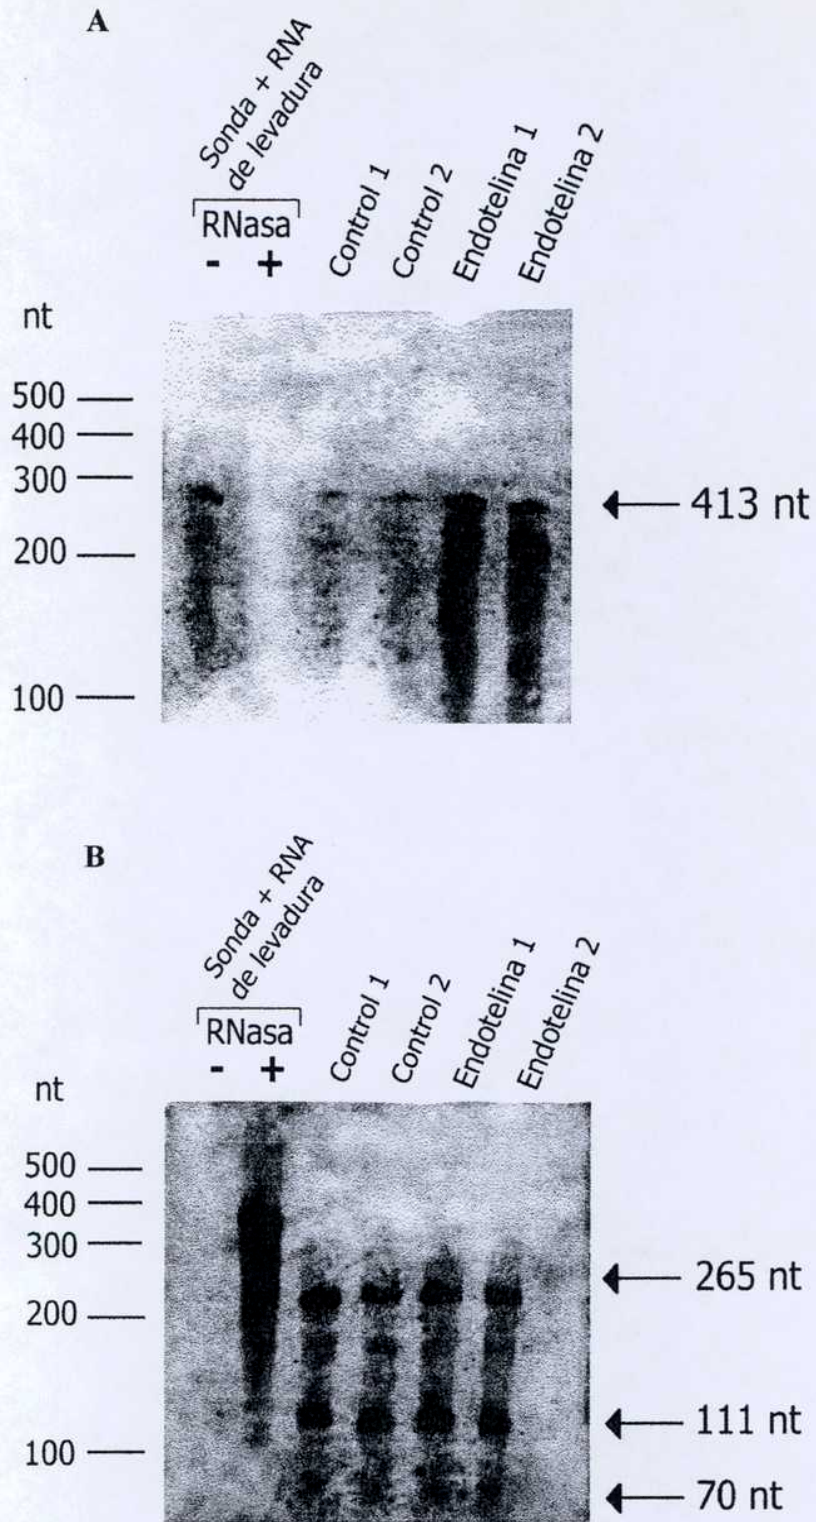 A
Sonda + RNA
de levadura
RNasa
- +
Control 1
Control 2
Endotelina 1
Endotelina 2
nt
500
400
300
200
100
413 nt
B
Sonda + RNA
de levadura
RNasa
- +
Control 1
Control 2
Endotelina 1
Endotelina 2
nt
500
400
300
200
100
265 nt
111 nt
70 nt